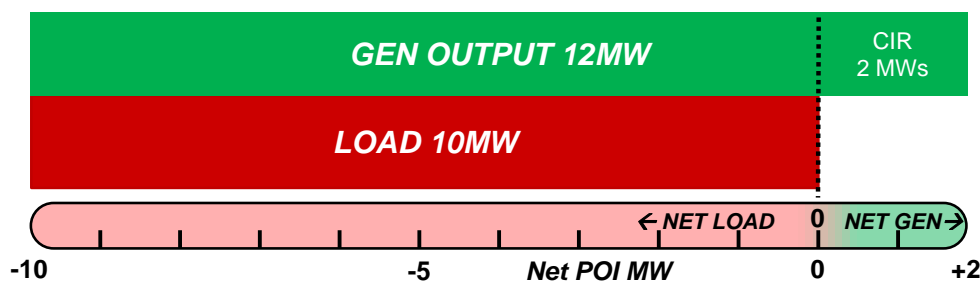 GEN OUTPUT 12MW
CIR
2 MWs
LOAD 10MW
←NET LOAD
0
NET GEN→
-10
-5
Net POI MW
0
+2